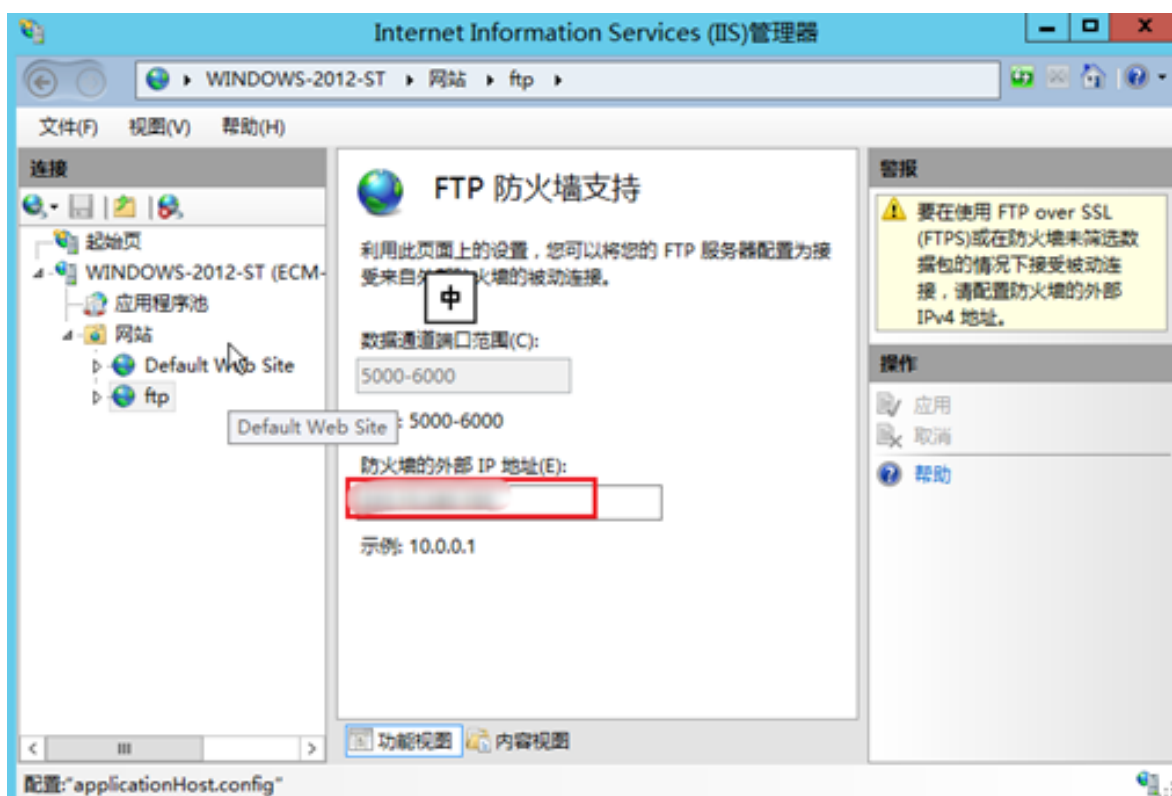 Internet Information Services (IIS)管理器
WINDOWS-2012-ST ▸ 网站 ▸ ftp ▸
文件(F) 视图(V) 帮助(H)
连接
起始页
WINDOWS-2012-ST (ECM-
应用程序池
网站
Default Web Site
ftp
Default Web Site
FTP 防火墙支持
利用此页面上的设置，您可以将您的 FTP 服务器配置为接
受来自外部防火墙的被动连接。
中
数据通道端口范围(C):
5000-6000
: 5000-6000
防火墙的外部 IP 地址(E):
示例: 10.0.0.1
功能视图 内容视图
警报
要在使用 FTP over SSL
(FTPS)或在防火墙来筛选数
据包的情况下接受被动连
接，请配置防火墙的外部
IPv4 地址。
操作
应用
取消
帮助
配置:"applicationHost.config"